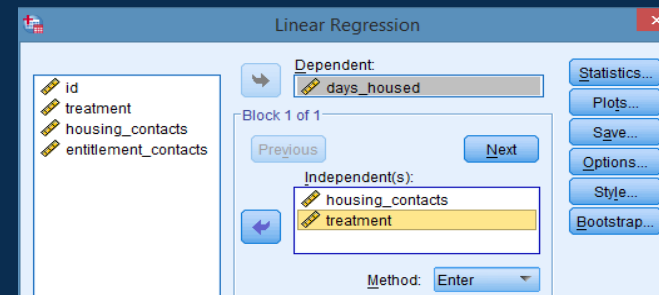 Linear Regression
id
treatment
housing_contacts
entitlement_contacts
Dependent:
days_housed
Block 1 of 1
Previous
Next
Independent(s):
housing_contacts
treatment
Method: Enter
Statistics...
Plots...
Save...
Options...
Style...
Bootstrap...